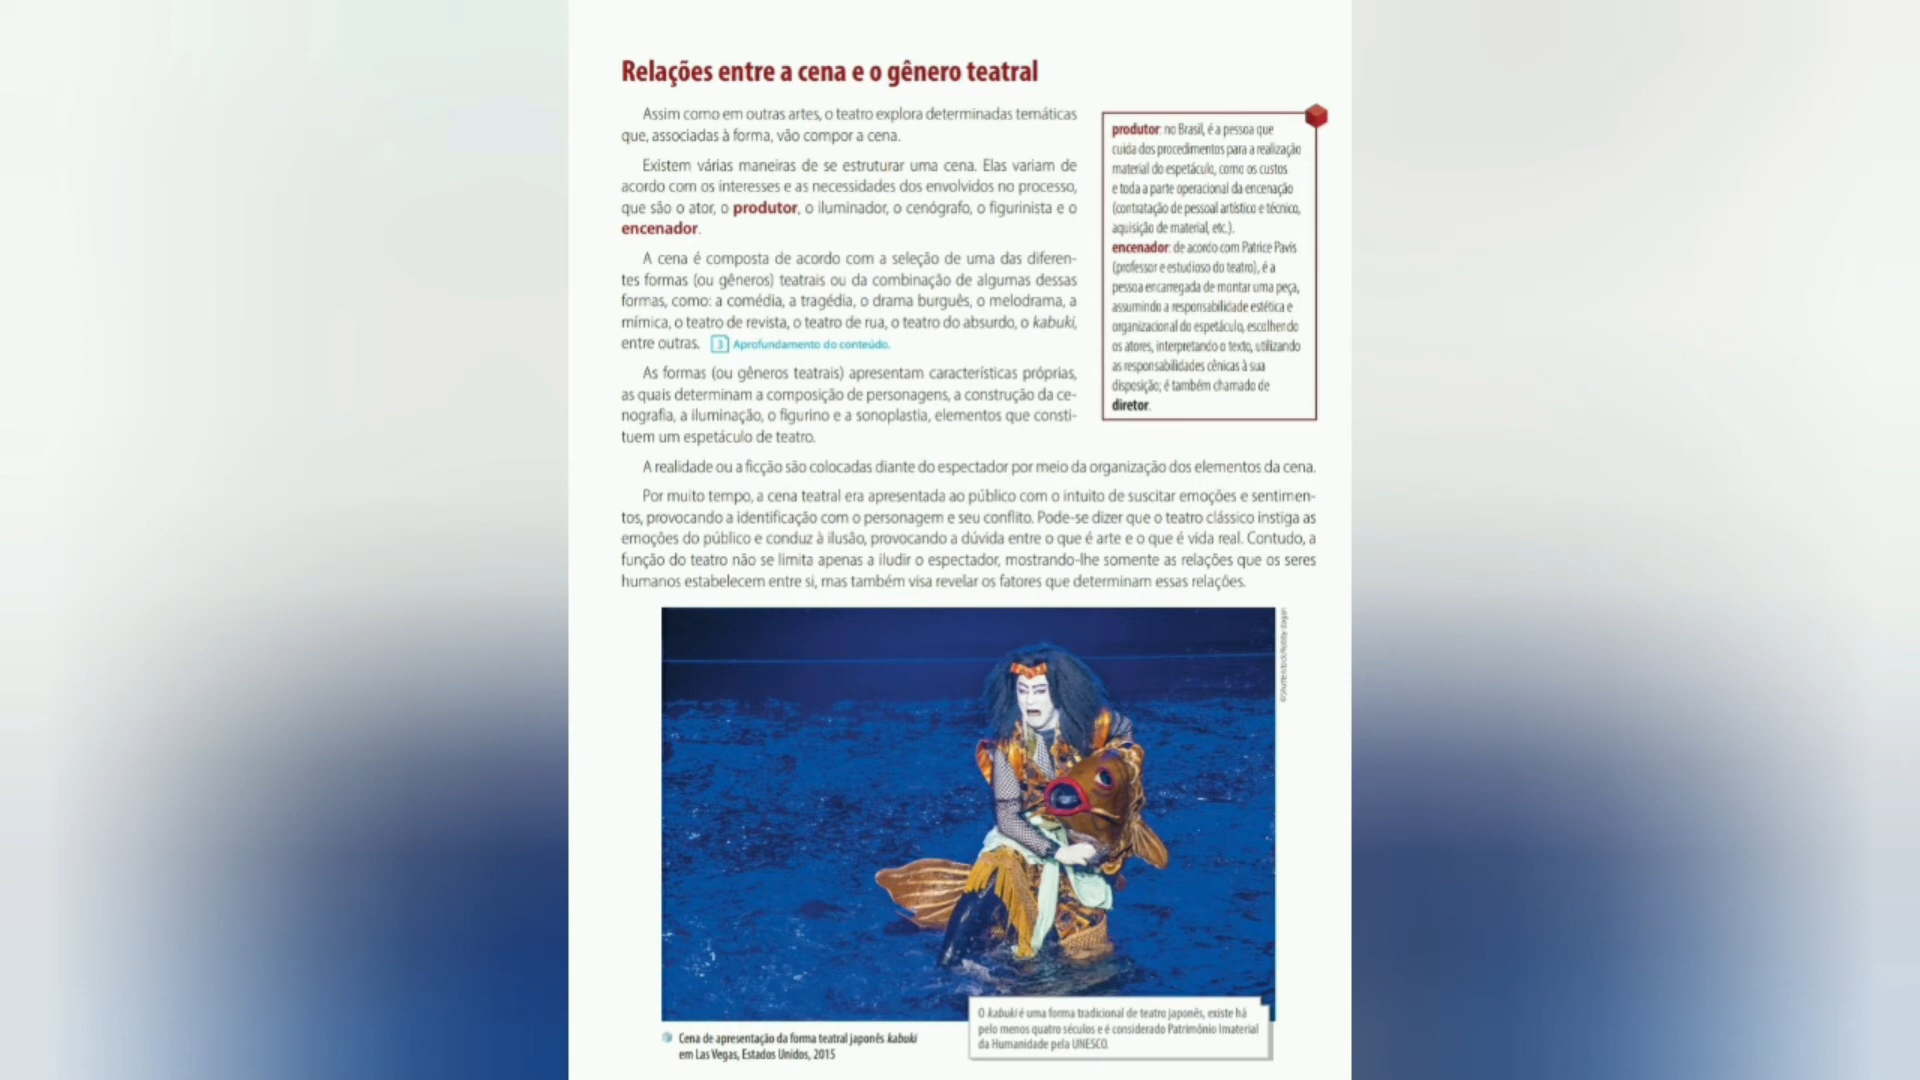 Relações entre a cena e o gênero teatral
Assim como em outras artes, o teatro explora determinadas temáticas
que, associadas à forma, vão compor a cena.
Existem várias maneiras de se estruturar uma cena. Elas variam de
acordo com os interesses e as necessidades dos envolvidos no processo,
que são o ator, o produtor, o iluminador, o cenógrafo, o figurinista e o
encenador.
A cena é composta de acordo com a seleção de uma das diferen-
tes formas (ou gêneros) teatrais ou da combinação de algumas dessas
formas, como: a comédia, a tragédia, o drama burguês, o melodrama, a
mímica, o teatro de revista, o teatro de rua, o teatro do absurdo, o kabuki,
entre outras. 3 Aprofundamento do conteúdo.
As formas (ou gêneros teatrais) apresentam características próprias,
as quais determinam a composição de personagens, a construção da ce-
nografia, a iluminação, o figurino e a sonoplastia, elementos que consti-
tuem um espetáculo de teatro.
produtor: no Brasil, é a pessoa que
cuida dos procedimentos para a realização
material do espetáculo, como os custos
e toda a parte operacional da encenação
(contratação de pessoal artístico e técnico,
aquisição de material, etc.).
encenador: de acordo com Patrice Pavis
(professor e estudioso do teatro), é a
pessoa encarregada de montar uma peça,
assumindo a responsabilidade estética e
organizacional do espetáculo, escolhendo
os atores, interpretando o texto, utilizando
as responsabilidades cênicas à sua
disposição; é também chamado de
diretor.
A realidade ou a ficção são colocadas diante do espectador por meio da organização dos elementos da cena.
Por muito tempo, a cena teatral era apresentada ao público com o intuito de suscitar emoções e sentimen-
tos, provocando a identificação com o personagem e seu conflito. Pode-se dizer que o teatro clássico instiga as
emoções do público e conduz à ilusão, provocando a dúvida entre o que é arte e o que é vida real. Contudo, a
função do teatro não se limita apenas a iludir o espectador, mostrando-lhe somente as relações que os seres
humanos estabelecem entre si, mas também visa revelar os fatores que determinam essas relações.
©Shutterstock/Kobby Dagan
O kabuki é uma forma tradicional de teatro japonês, existe há
pelo menos quatro séculos e é considerado Patrimônio Imaterial
da Humanidade pela UNESCO.
Cena de apresentação da forma teatral japonês kabuki
em Las Vegas, Estados Unidos, 2015